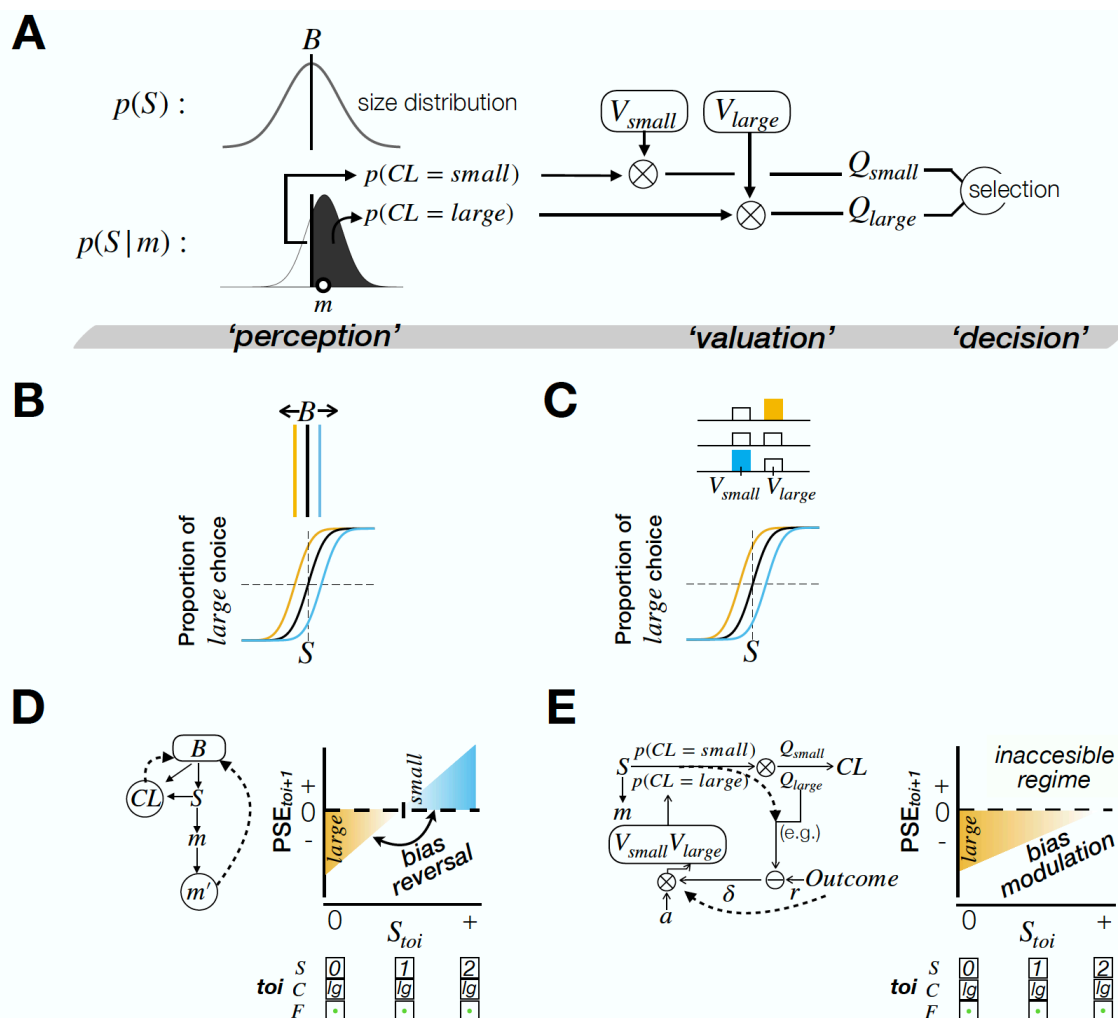 A
B
p(S) :
size distribution
V_small
V_large
p(CL = small)
Q_small
p(CL = large)
Q_large
selection
p(S|m) :
m
'perception'
'valuation'
'decision'
B
B
Proportion of
large choice
S
C
V_small
V_large
Proportion of
large choice
S
D
B
CL
S
m
m'
PSE_toi+1
+
0
-
large
small
bias
reversal
0
+
S_toi
toi
S 0 1 2
C lg lg lg
F
E
S
p(CL = small)
p(CL = large)
Q_small
Q_large
CL
m
V_small V_large
(e.g.)
a
δ
r
Outcome
PSE_toi+1
+
0
-
large
inaccesible
regime
bias
modulation
0
+
S_toi
toi
S 0 1 2
C lg lg lg
F